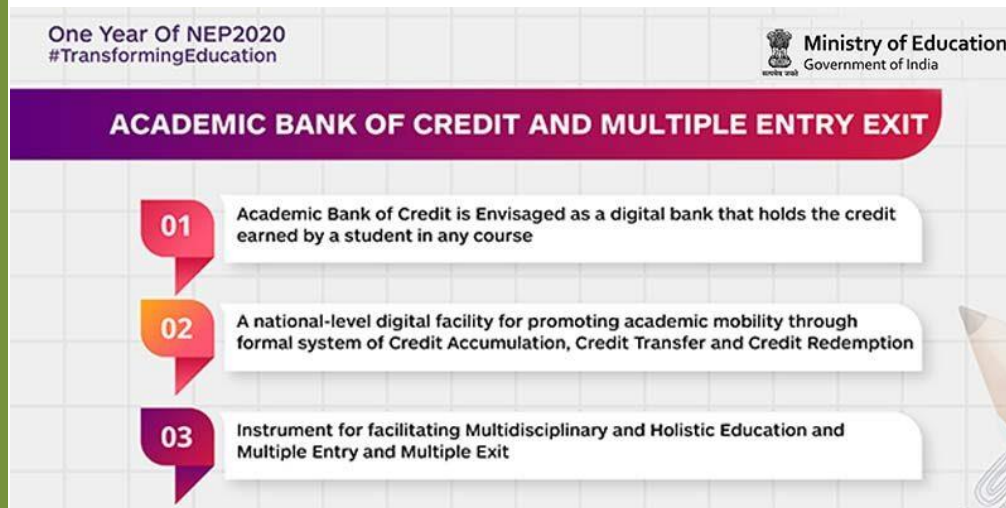 One Year Of NEP2020
#TransformingEducation
Ministry of Education
Government of India
सत्यमेव जयते
ACADEMIC BANK OF CREDIT AND MULTIPLE ENTRY EXIT
01
Academic Bank of Credit is Envisaged as a digital bank that holds the credit
earned by a student in any course
02
A national-level digital facility for promoting academic mobility through
formal system of Credit Accumulation, Credit Transfer and Credit Redemption
03
Instrument for facilitating Multidisciplinary and Holistic Education and
Multiple Entry and Multiple Exit